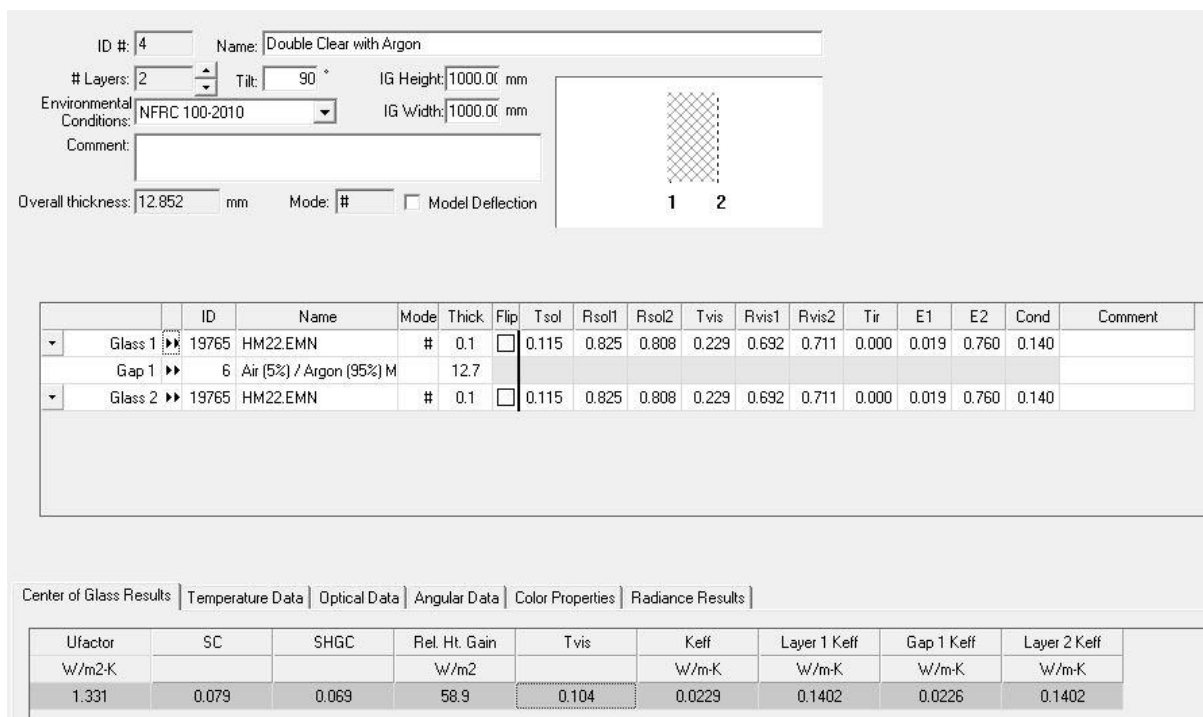 ID #: 4 Name: Double Clear with Argon
# Layers: 2 Tilt: 90 ° IG Height: 1000.0( mm
Environmental Conditions: NFRC 100-2010 IG Width: 1000.0( mm
Comment:
Overall thickness: 12.852 mm Mode: # Model Deflection
1 2
ID Name Mode Thick Flip Tsol Rsol1 Rsol2 Tvis Rvis1 Rvis2 Tir E1 E2 Cond Comment
Glass 1 19765 HM22.EMN # 0.1 0.115 0.825 0.808 0.229 0.692 0.711 0.000 0.019 0.760 0.140
Gap 1 6 Air (5%) / Argon (95%) M 12.7
Glass 2 19765 HM22.EMN # 0.1 0.115 0.825 0.808 0.229 0.692 0.711 0.000 0.019 0.760 0.140
Center of Glass Results Temperature Data Optical Data Angular Data Color Properties Radiance Results
Ufactor SC SHGC Rel. Ht. Gain Tvis Keff Layer 1 Keff Gap 1 Keff Layer 2 Keff
W/m2-K W/m2 W/m-K W/m-K W/m-K W/m-K
1.331 0.079 0.069 58.9 0.104 0.0229 0.1402 0.0226 0.1402